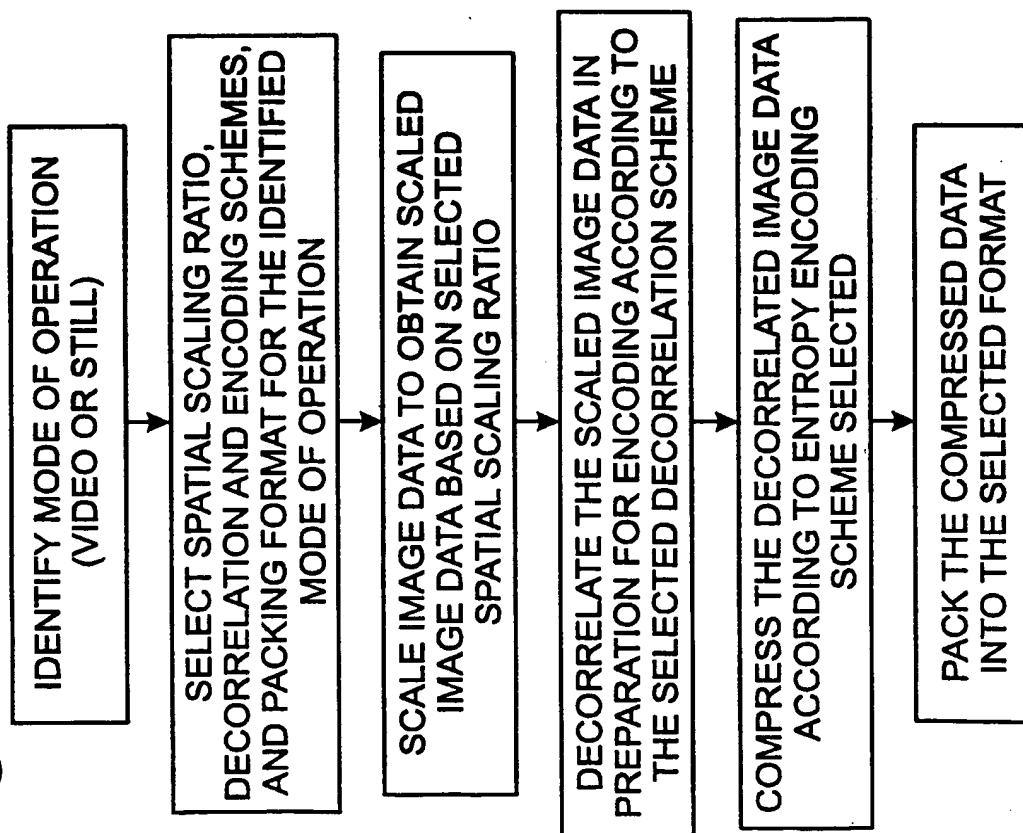 IDENTIFY MODE OF OPERATION
(VIDEO OR STILL)
SELECT SPATIAL SCALING RATIO,
DECORRELATION AND ENCODING SCHEMES,
AND PACKING FORMAT FOR THE IDENTIFIED
MODE OF OPERATION
SCALE IMAGE DATA TO OBTAIN SCALED
IMAGE DATA BASED ON SELECTED
SPATIAL SCALING RATIO
DECORRELATE THE SCALED IMAGE DATA IN
PREPARATION FOR ENCODING ACCORDING TO
THE SELECTED DECORRELATION SCHEME
COMPRESS THE DECORRELATED IMAGE DATA
ACCORDING TO ENTROPY ENCODING
SCHEME SELECTED
PACK THE COMPRESSED DATA
INTO THE SELECTED FORMAT